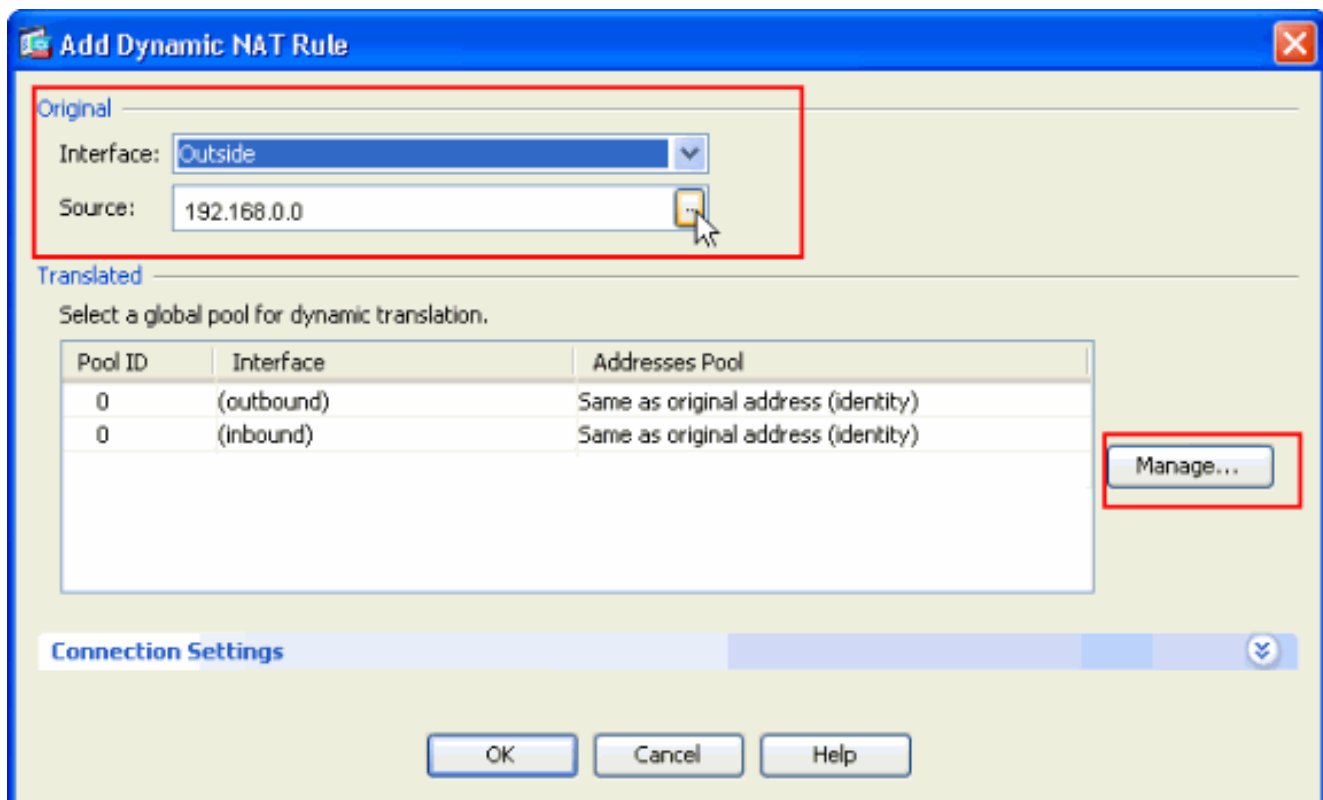 Add Dynamic NAT Rule
Original
Interface: Outside
Source: 192.168.0.0 ...
Translated
Select a global pool for dynamic translation.
Pool ID Interface Addresses Pool
0 (outbound) Same as original address (identity)
0 (inbound) Same as original address (identity)
Manage...
Connection Settings
OK Cancel Help